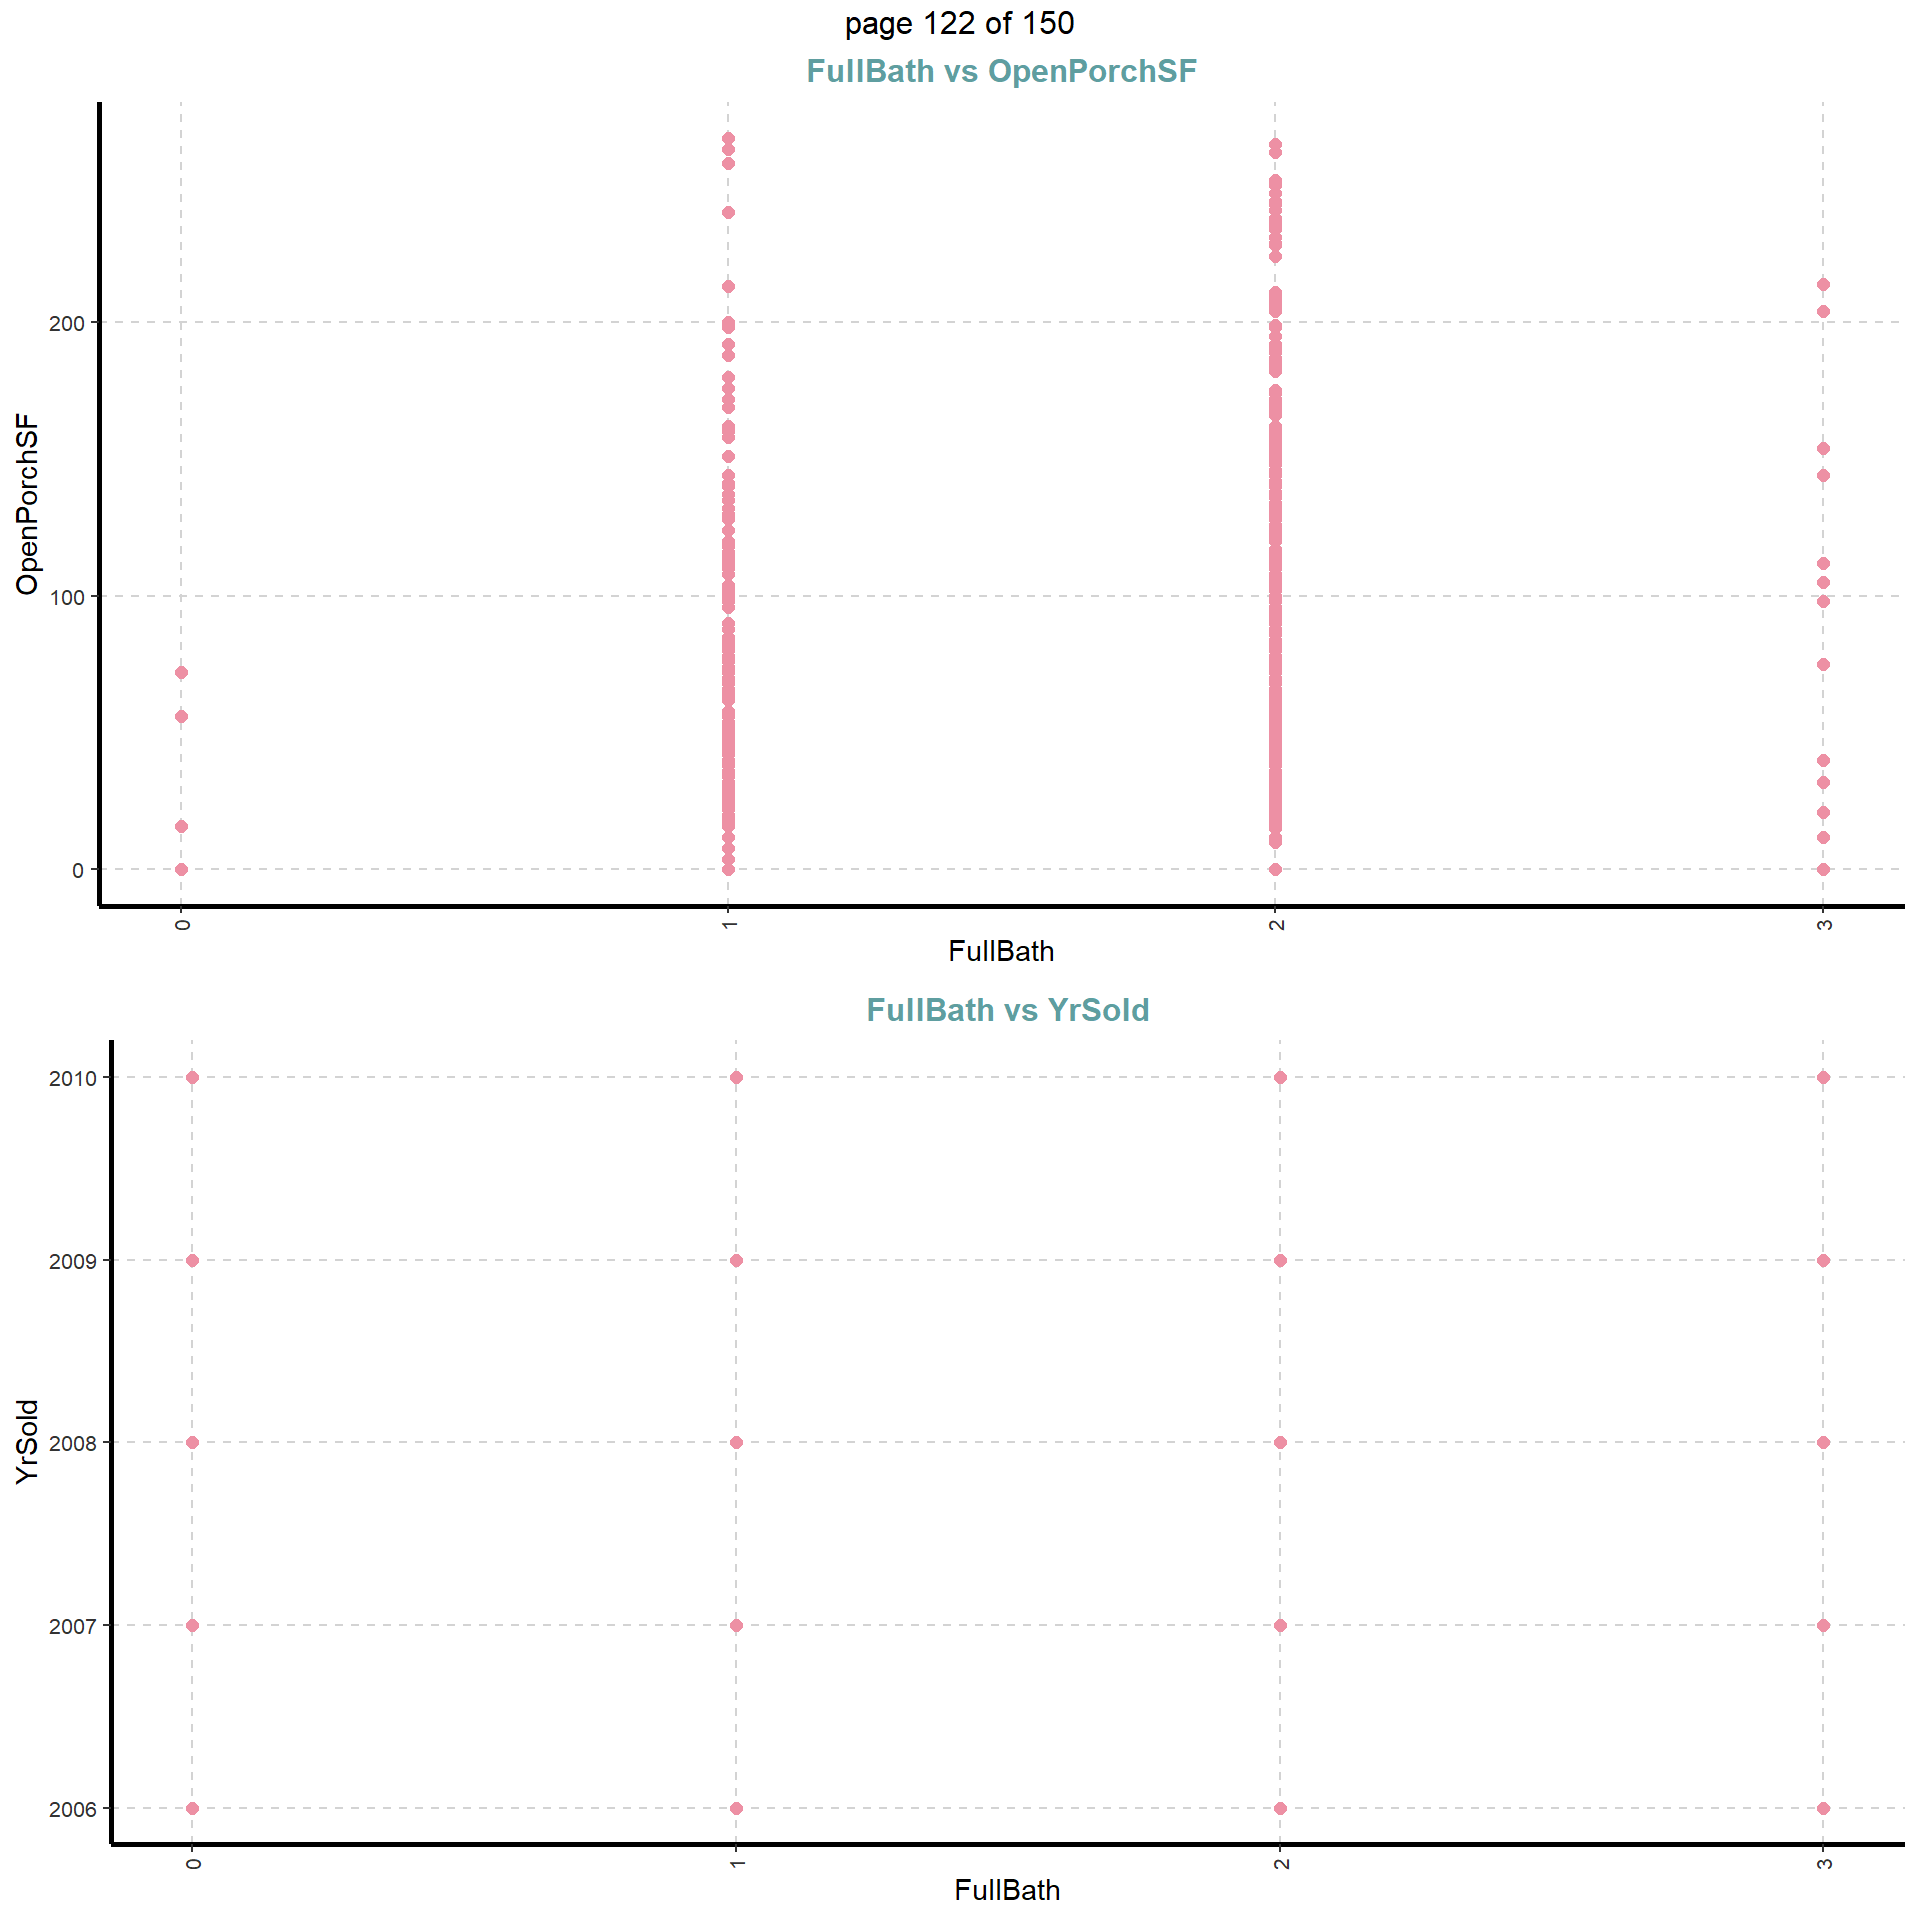 page 122 of 150
FullBath vs OpenPorchSF
OpenPorchSF
200
100
0
0 1 2 3
FullBath
FullBath vs YrSold
YrSold
2010
2009
2008
2007
2006
0 1 2 3
FullBath